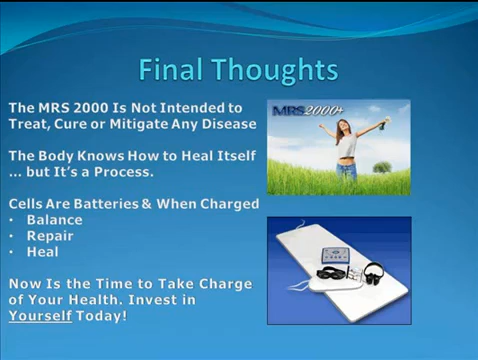 Final Thoughts
The MRS 2000 Is Not Intended to
Treat, Cure or Mitigate Any Disease
The Body Knows How to Heal Itself
... but It's a Process.
Cells Are Batteries & When Charged
• Balance
• Repair
• Heal
Now Is the Time to Take Charge
of Your Health. Invest in
Yourself Today!
MRS2000+